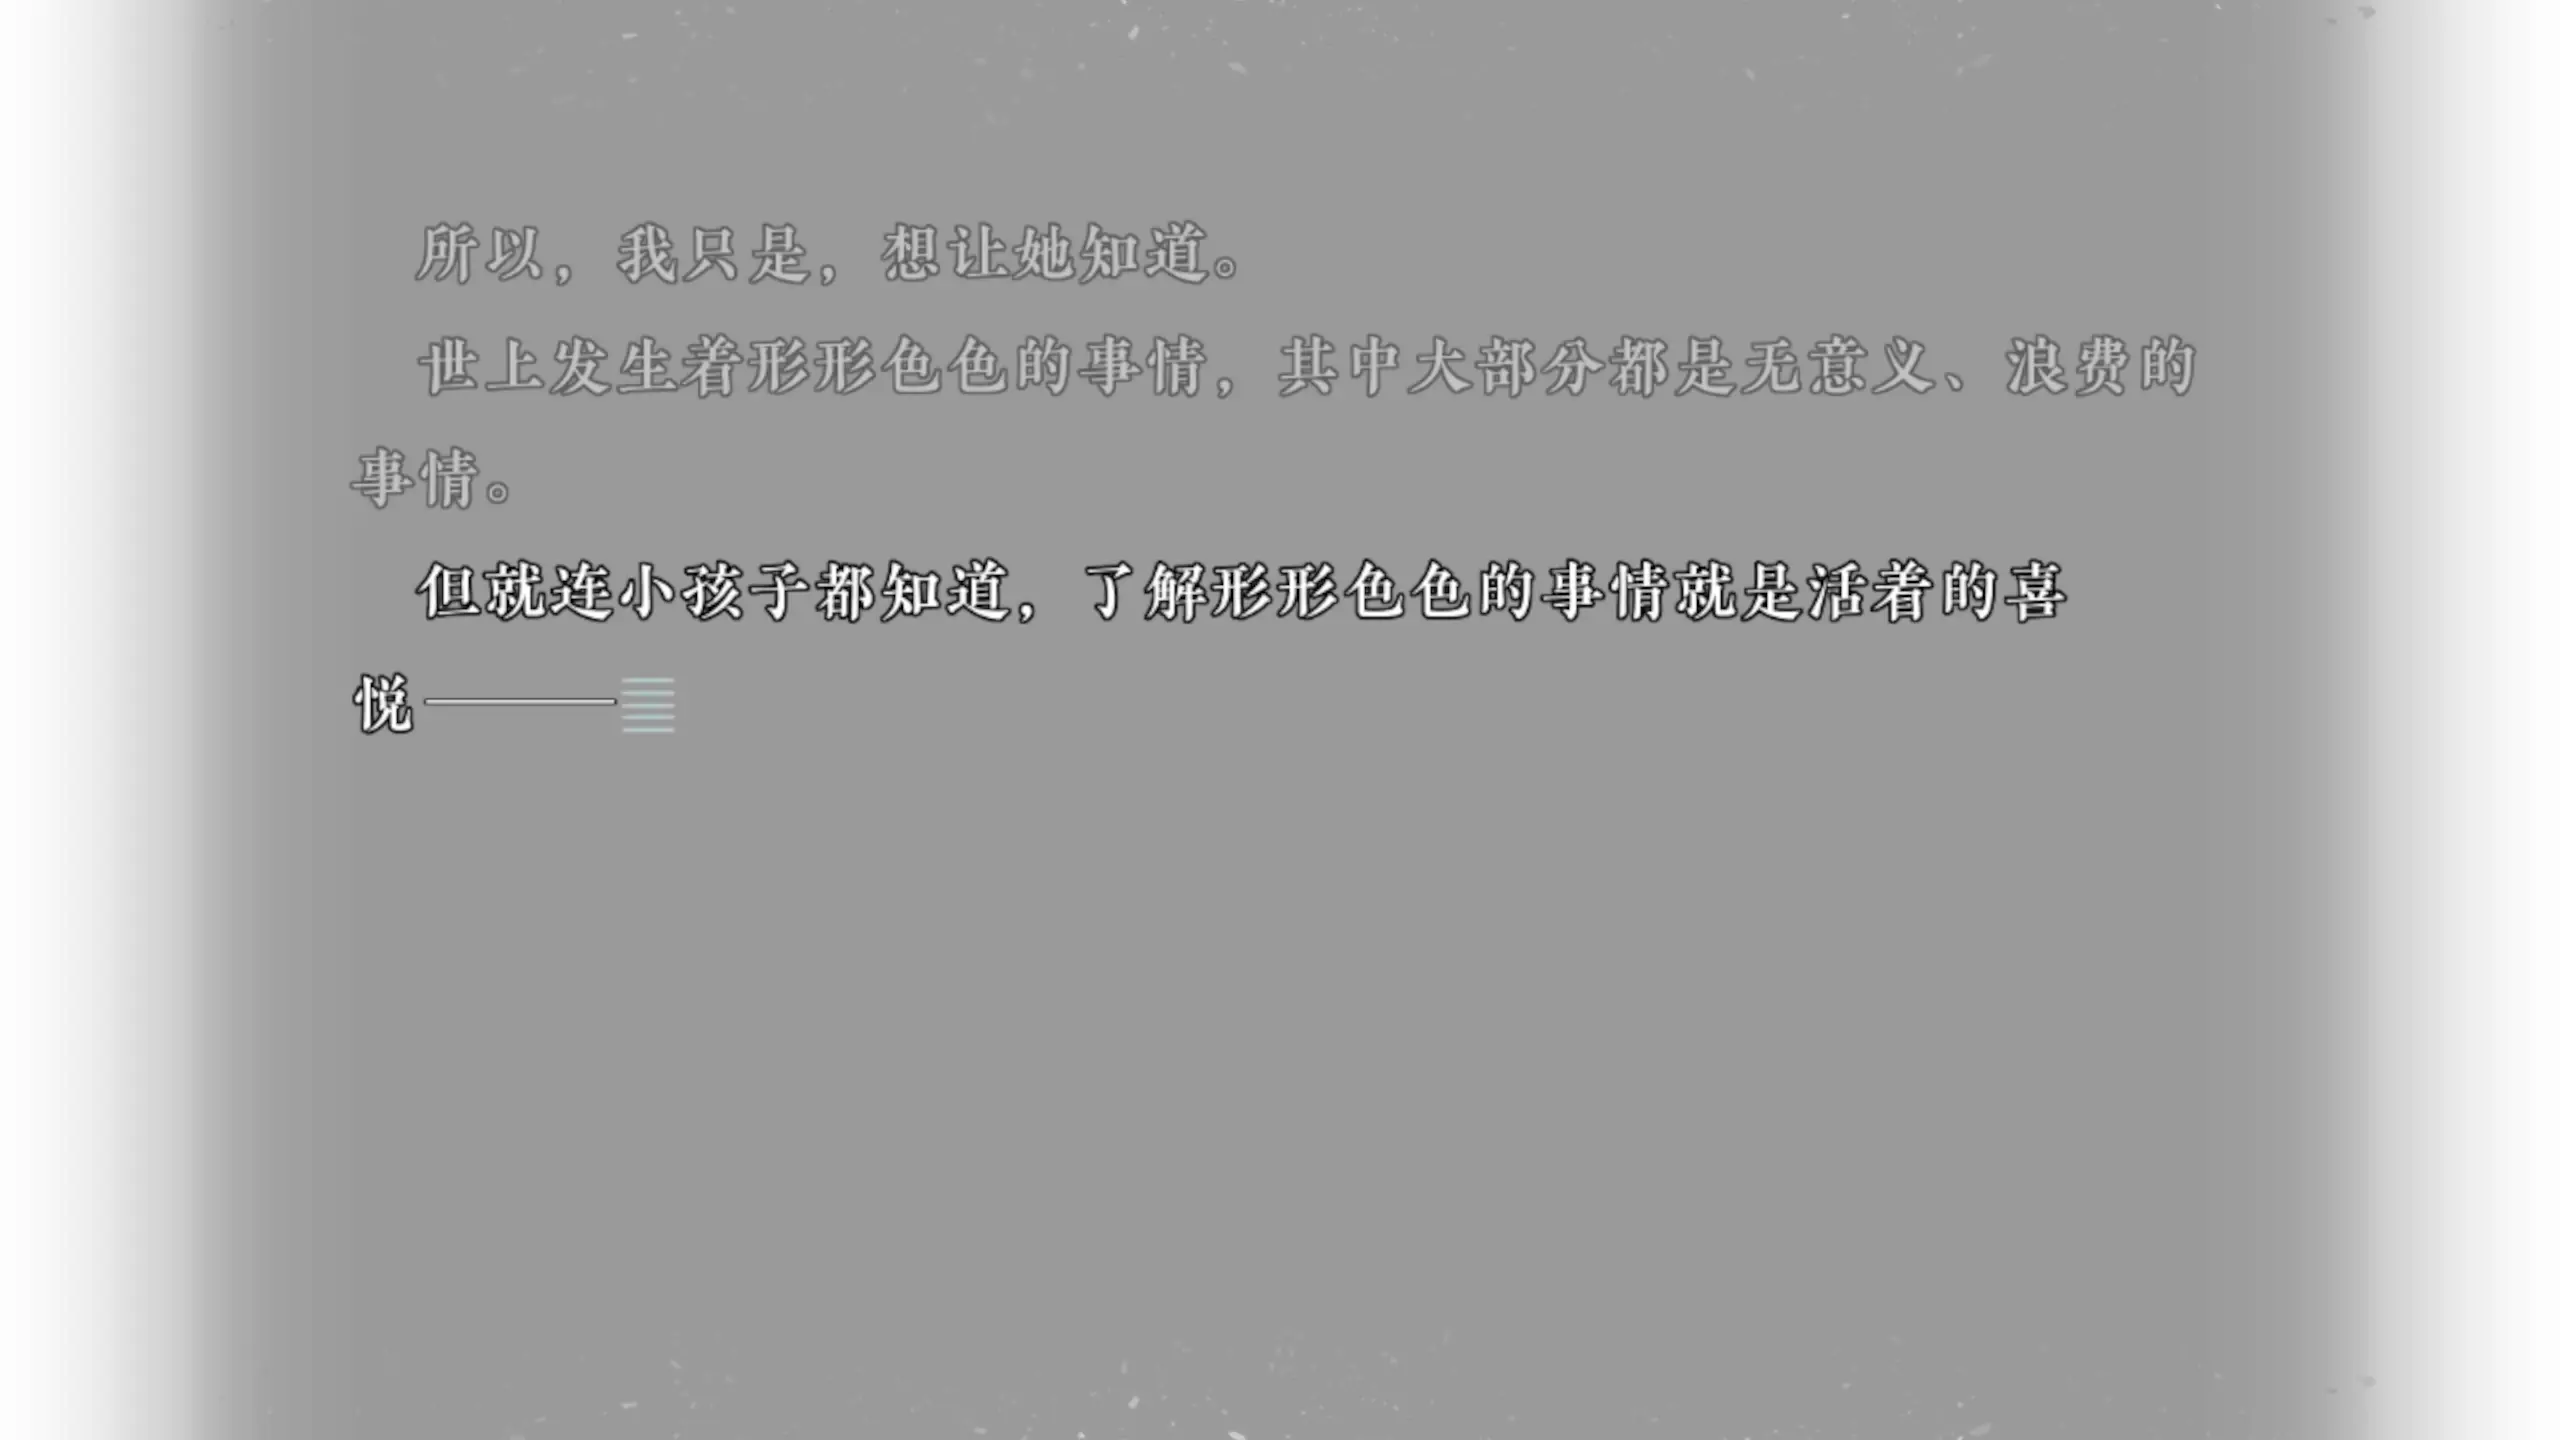 所以，我只是，想让她知道。
世上发生着形形色色的事情，其中大部分都是无意义、浪费的
事情。
但就连小孩子都知道，了解形形色色的事情就是活着的喜
悦———